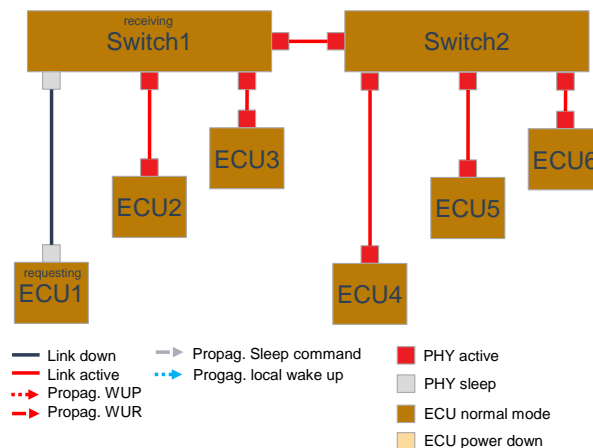 receiving
Switch1
Switch2
ECU3
ECU6
ECU2
ECU5
requesting
ECU1
ECU4
Link down
Link active
Propag. WUP
Propag. WUR
Propag. Sleep command
Progag. local wake up
PHY active
PHY sleep
ECU normal mode
ECU power down